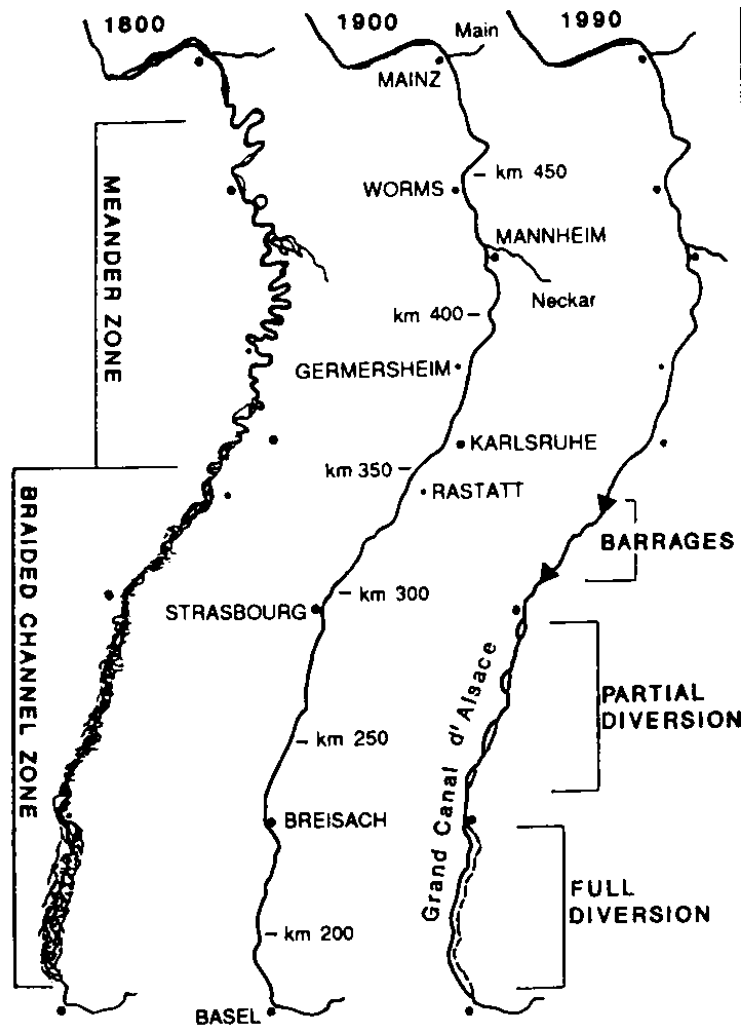 1800
1900
1990
Main
MAINZ
km 450
WORMS
MANNHEIM
Neckar
km 400
GERMERSHEIM
KARLSRUHE
km 350
RASTATT
km 300
STRASBOURG
km 250
BREISACH
km 200
BASEL
MEANDER ZONE
BRAIDED CHANNEL ZONE
BARRAGES
PARTIAL
DIVERSION
Grand Canal d'Alsace
FULL
DIVERSION